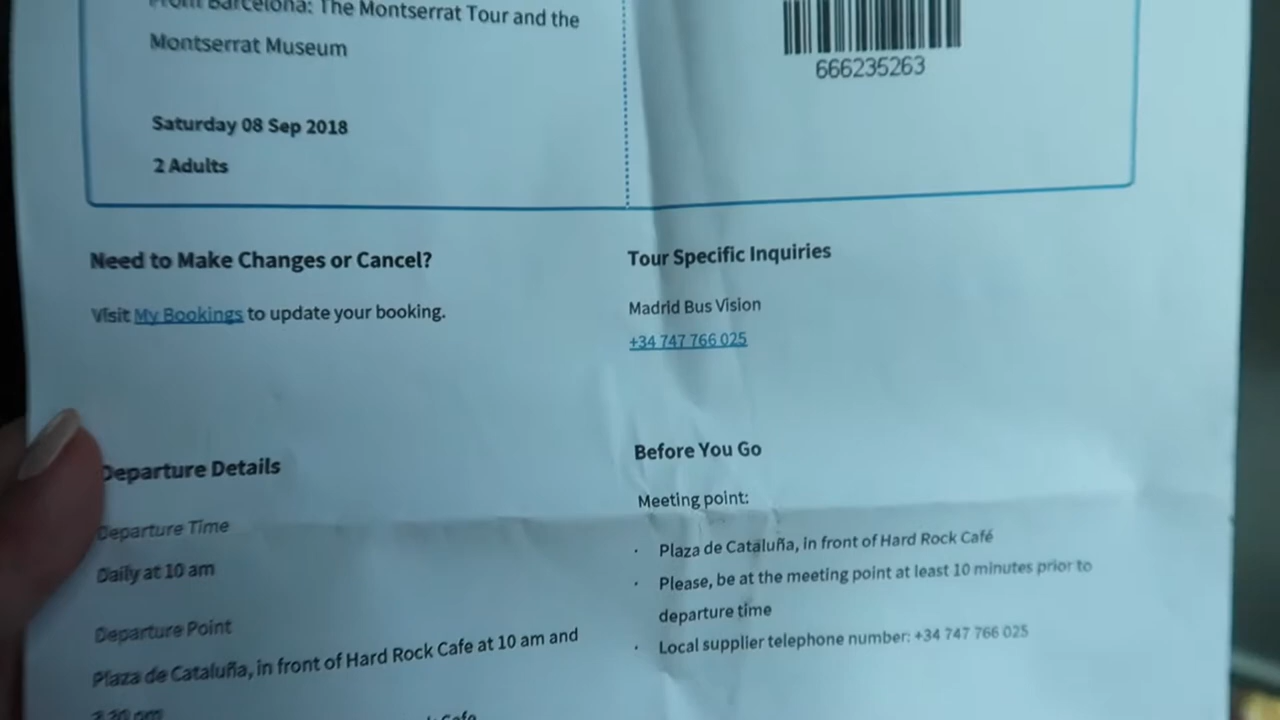 From Barcelona: The Montserrat Tour and the
Montserrat Museum
Saturday 08 Sep 2018
2 Adults
666235263
Need to Make Changes or Cancel?
Visit My Bookings to update your booking.
Tour Specific Inquiries
Madrid Bus Vision
+34 747 766 025
Departure Details
Departure Time
Daily at 10 am
Departure Point
Plaza de Cataluña, in front of Hard Rock Cafe at 10 am and
Before You Go
Meeting point:
· Plaza de Cataluña, in front of Hard Rock Café
· Please, be at the meeting point at least 10 minutes prior to
departure time
· Local supplier telephone number: +34 747 766 025